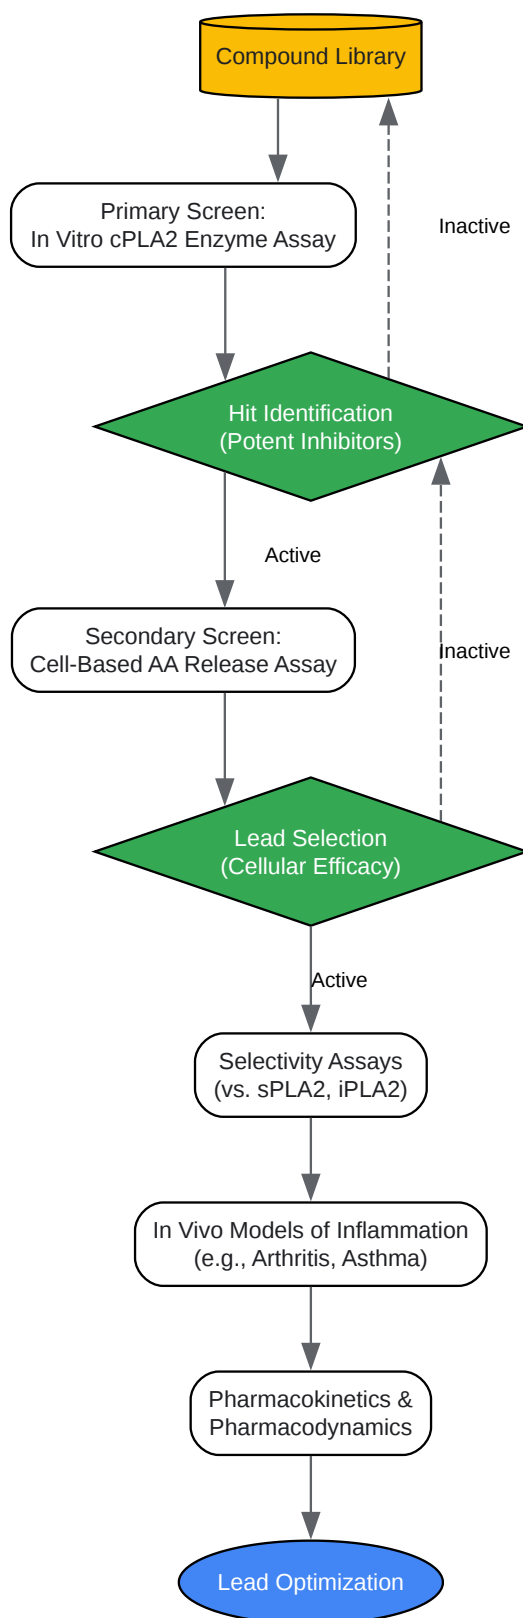 Compound Library
Primary Screen:
In Vitro cPLA2 Enzyme Assay
Inactive
Hit Identification
(Potent Inhibitors)
Active
Secondary Screen:
Cell-Based AA Release Assay
Inactive
Lead Selection
(Cellular Efficacy)
Active
Selectivity Assays
(vs. sPLA2, iPLA2)
In Vivo Models of Inflammation
(e.g., Arthritis, Asthma)
Pharmacokinetics &
Pharmacodynamics
Lead Optimization